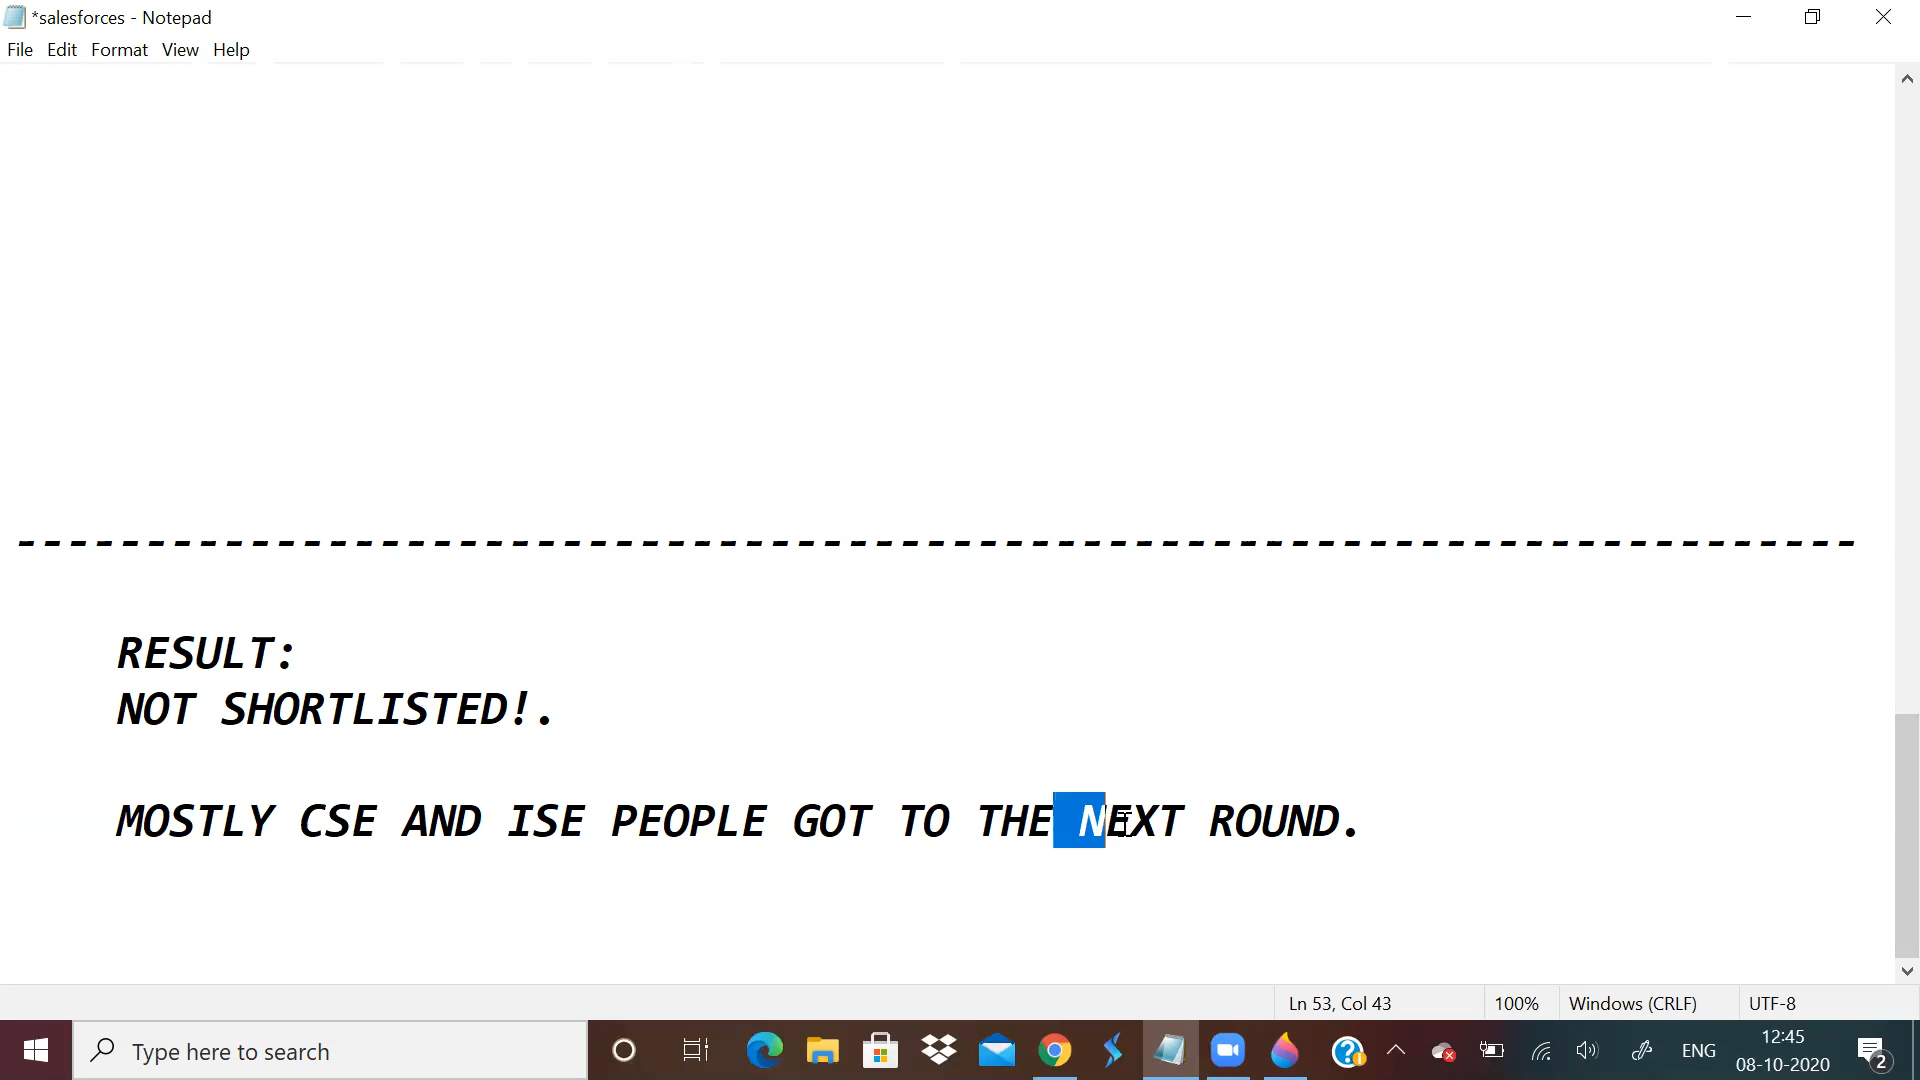 *salesforces - Notepad
File Edit Format View Help
-----------------------------------------------------------------------
RESULT:
NOT SHORTLISTED!.
MOSTLY CSE AND ISE PEOPLE GOT TO THE NEXT ROUND.
Ln 53, Col 43 100% Windows (CRLF) UTF-8
Type here to search
ENG
12:45
08-10-2020
2